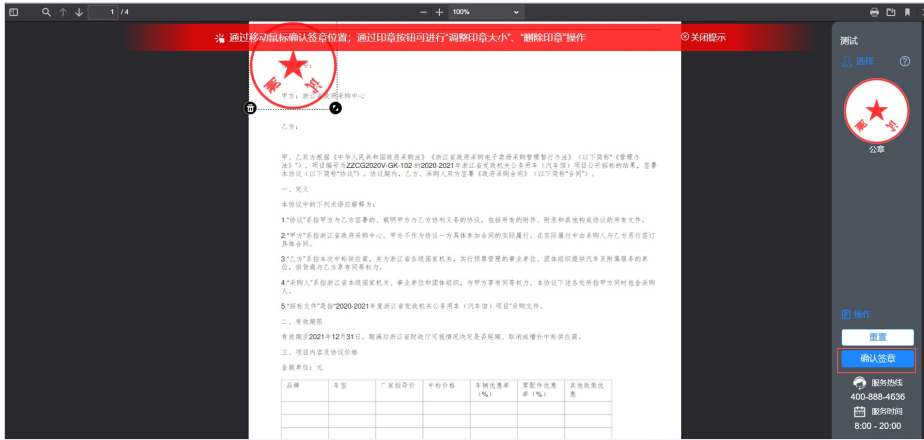 1 / 4
100%
通过移动鼠标确认签章位置；通过印章按钮可进行"调整印章大小"、"删除印章"操作
关闭提示
甲方：浙江省政府采购中心
乙方：
甲、乙双方根据《中华人民共和国政府采购法》《浙江省政府采购电子卖场采购管理暂行办法》（以下简称"《管理办
法》"）、项目编号为ZZCG2020V-GK-102的2020-2021年浙江省党政机关公务用车（汽车馆）项目公开招标的结果，签署
本协议（以下简称"协议"）。协议期内，乙方、采购人双方签署《政府采购合同》（以下简称"合同"）。
一、定义
本协议中的下列术语应解释为：
1."协议"系指甲方与乙方签署的、载明甲方与乙方协利义务的协议，包括所有的附件、附录和其他构成协议的所有文件。
2."甲方"系指浙江省政府采购中心。甲方不作为协议一方具体参加合同的实际履行。在实际履行中由采购人与乙方另行签订
具体合同。
3."乙方"系指本次中标供应商，并为浙江省各级国家机关、实行预算管理的事业单位、团体组织提供汽车及附属服务的单
位，供货商与乙方享有同等权力。
4."采购人"系指浙江省本级国家机关、事业单位和团体组织，与甲方享有同等权力。本协议下述各处所指甲方同时包含采购
人。
5."招标文件"是指"2020-2021年度浙江省党政机关公务用车（汽车馆）项目"采购文件。
二、有效期限
有效期至2021年12月31日。期满后浙江省财政厅可视情况决定是否延期、取消或增补中标供应商。
三、项目内容及协议价格
金额单位：元
品牌 车型 厂家指导价 中标价格 车辆优惠率（%） 零配件优惠率（%） 其他政策优惠
测试
选择
测 试
公章
操作
重置
确认签章
服务热线
400-888-4636
服务时间
8:00 - 20:00